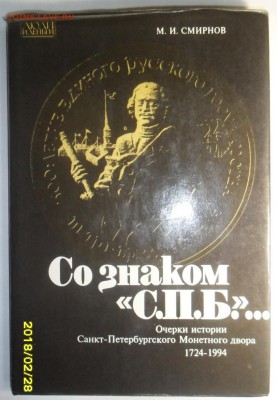 М. И. СМИРНОВ
Со знаком
«С.П.Б.»...
Очерки истории
Санкт-Петербургского Монетного двора
1724-1994
2018/02/28